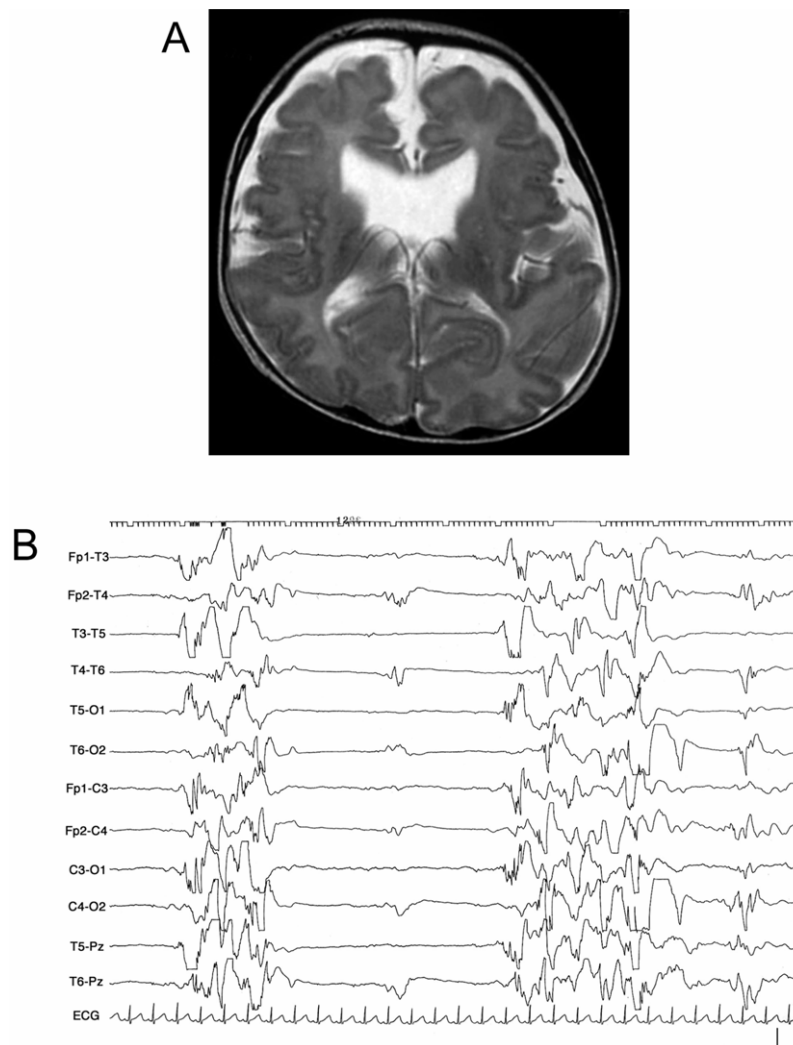 A
B
1286
Fp1-T3
Fp2-T4
T3-T5
T4-T6
T5-O1
T6-O2
Fp1-C3
Fp2-C4
C3-O1
C4-O2
T5-Pz
T6-Pz
ECG